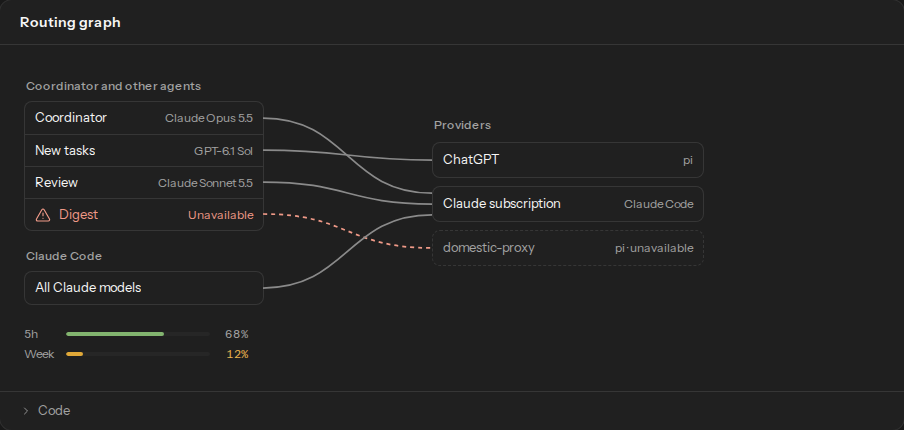 Routing graph
Coordinator and other agents
Coordinator Claude Opus 5.5
New tasks GPT-6.1 Sol
Review Claude Sonnet 5.5
Digest Unavailable
Claude Code
All Claude models
5h 68%
Week 12%
Providers
ChatGPT pi
Claude subscription Claude Code
domestic-proxy pi·unavailable
Code